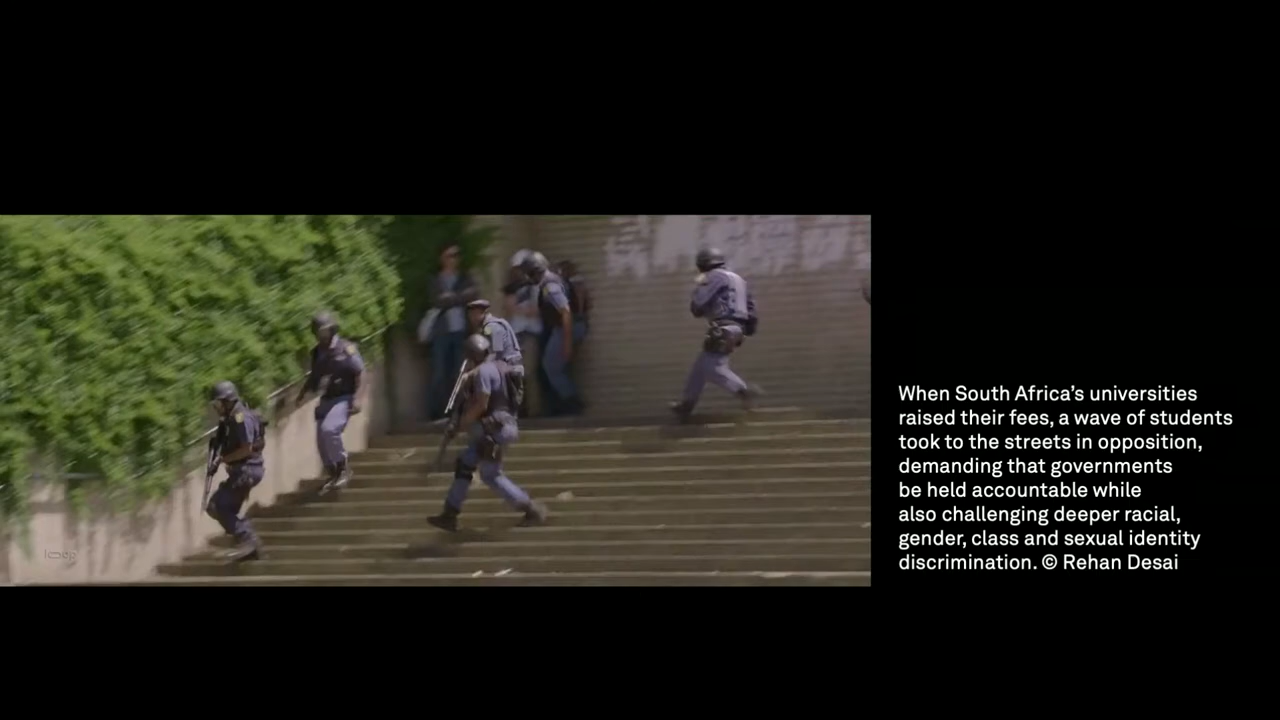 When South Africa's universities
raised their fees, a wave of students
took to the streets in opposition,
demanding that governments
be held accountable while
also challenging deeper racial,
gender, class and sexual identity
discrimination. © Rehan Desai